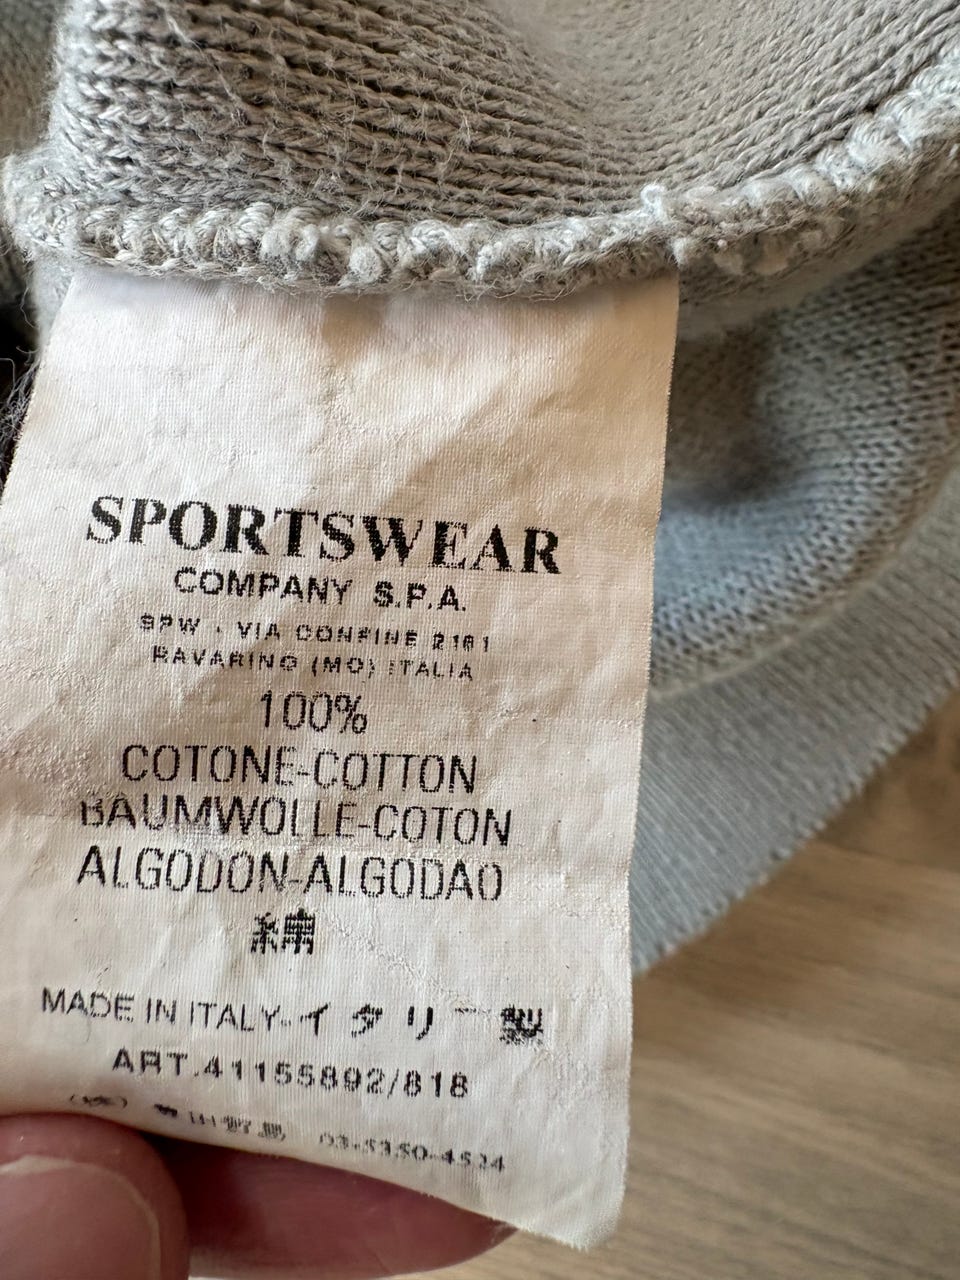 SPORTSWEAR
COMPANY S.P.A.
SPW - VIA CONFINE 2161
RAVARINO (MO) ITALIA
100%
COTONE-COTTON
BAUMWOLLE-COTON
ALGODON-ALGODAO
綿
MADE IN ITALY-イタリー製
ART.41155892/818
(株) 03-5350-4524